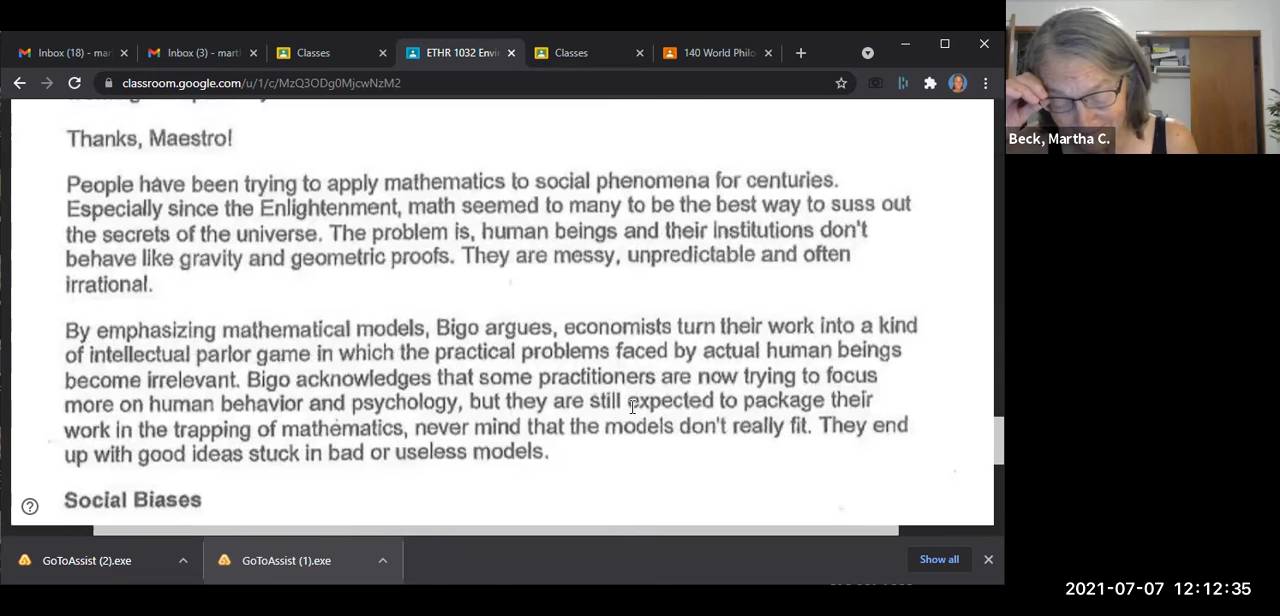 Inbox (18) - mar
Inbox (3) - mart
Classes
ETHR 1032 Envi
Classes
140 World Philo
classroom.google.com/u/1/c/MzQ3ODg0MjcwNzM2
Beck, Martha C.
Thanks, Maestro!
People have been trying to apply mathematics to social phenomena for centuries.
Especially since the Enlightenment, math seemed to many to be the best way to suss out
the secrets of the universe. The problem is, human beings and their institutions don't
behave like gravity and geometric proofs. They are messy, unpredictable and often
irrational.
By emphasizing mathematical models, Bigo argues, economists turn their work into a kind
of intellectual parlor game in which the practical problems faced by actual human beings
become irrelevant. Bigo acknowledges that some practitioners are now trying to focus
more on human behavior and psychology, but they are still expected to package their
work in the trapping of mathematics, never mind that the models don't really fit. They end
up with good ideas stuck in bad or useless models.
Social Biases
GoToAssist (2).exe
GoToAssist (1).exe
Show all
2021-07-07 12:12:35